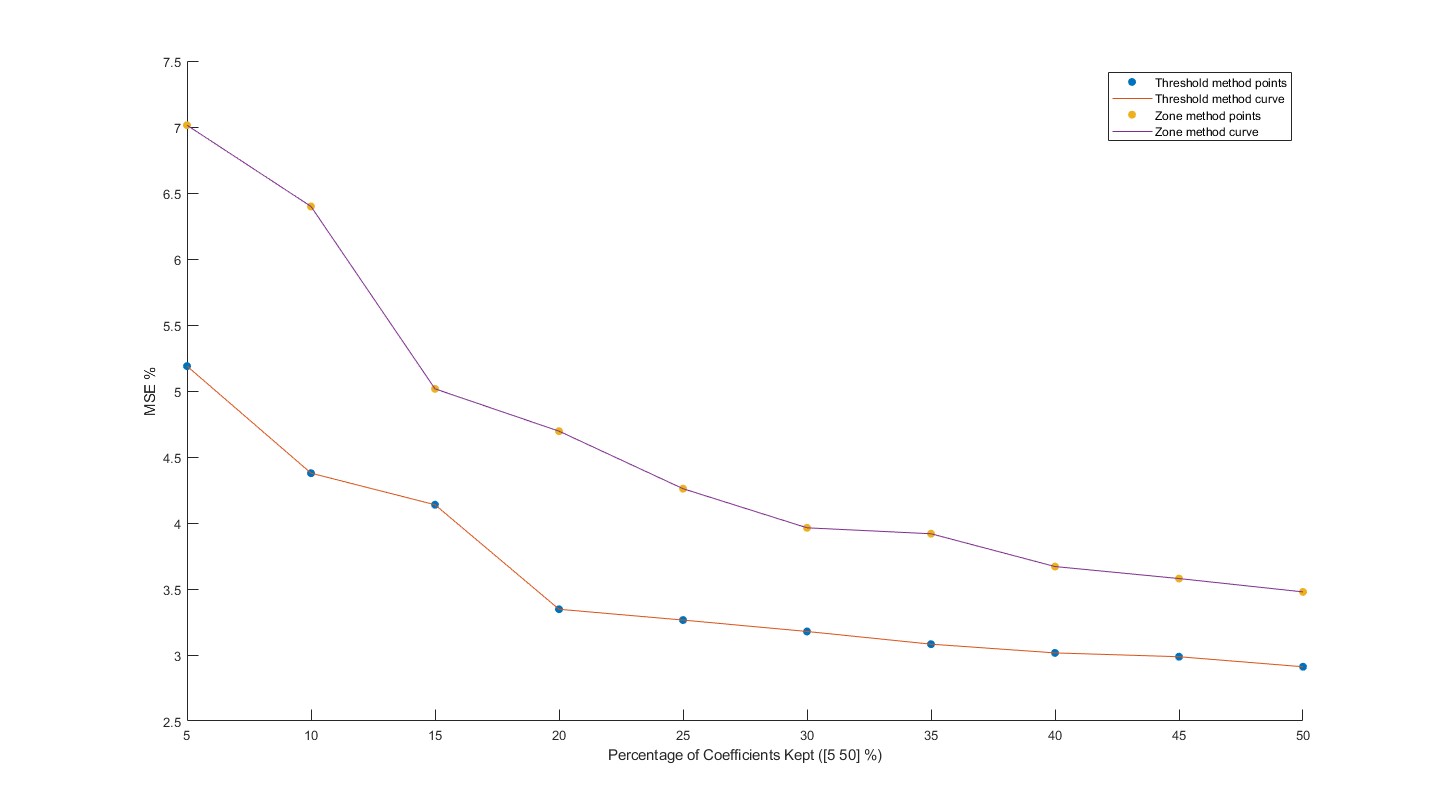 7.5
7
6.5
6
5.5
5
4.5
4
3.5
3
2.5
MSE %
5 10 15 20 25 30 35 40 45 50
Percentage of Coefficients Kept ([5 50] %)
Threshold method points
Threshold method curve
Zone method points
Zone method curve